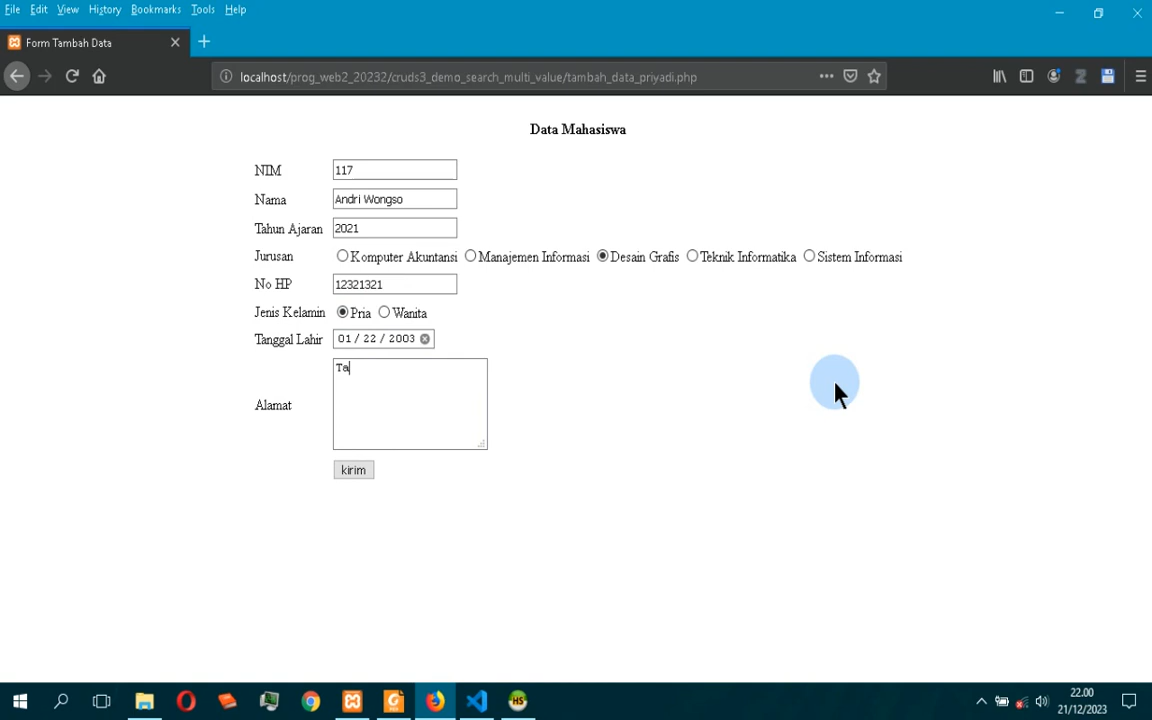 File Edit View History Bookmarks Tools Help
Form Tambah Data
localhost/prog_web2_20232/cruds3_demo_search_multi_value/tambah_data_priyadi.php
Data Mahasiswa
NIM 117
Nama Andri Wongso
Tahun Ajaran 2021
Jurusan Komputer Akuntansi Manajemen Informasi Desain Grafis Teknik Informatika Sistem Informasi
No HP 12321321
Jenis Kelamin Pria Wanita
Tanggal Lahir 01 / 22 / 2003
Ta
Alamat
kirim
HS
22.00
21/12/2023